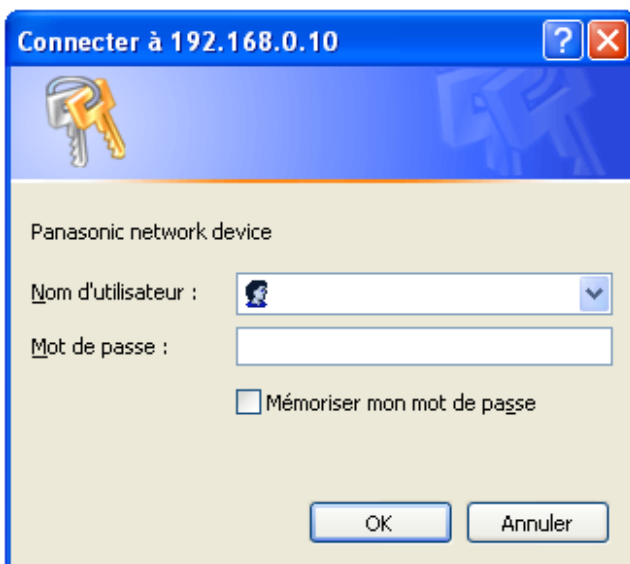 Connecter à 192.168.0.10
Panasonic network device
Nom d'utilisateur :
Mot de passe :
Mémoriser mon mot de passe
OK Annuler